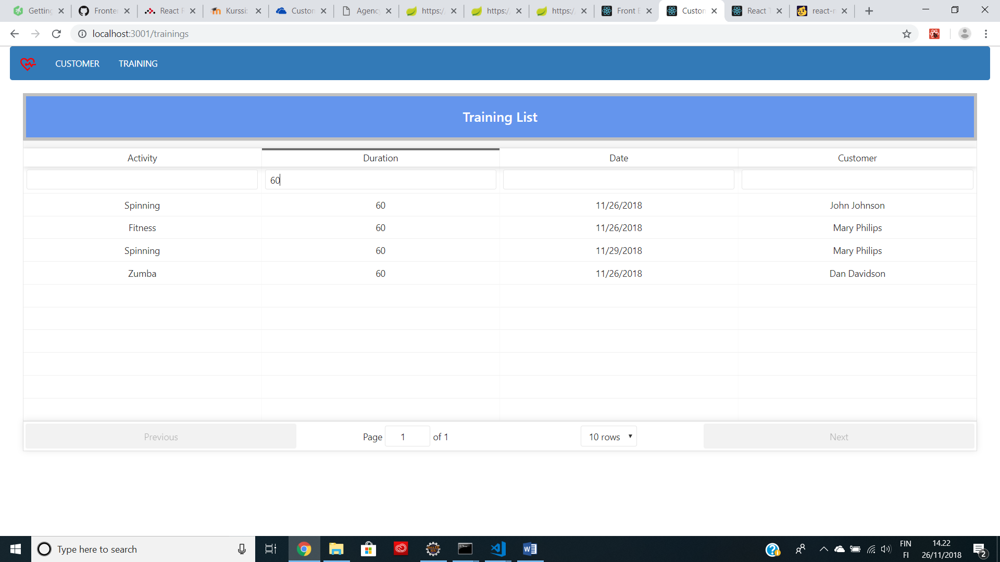 Getting Fronte React Kurssi: Custon Agency https:/ https:/ https:/ Front Custon React react-r
localhost:3001/trainings
CUSTOMER TRAINING
Training List
Activity Duration Date Customer
60
Spinning 60 11/26/2018 John Johnson
Fitness 60 11/26/2018 Mary Philips
Spinning 60 11/29/2018 Mary Philips
Zumba 60 11/26/2018 Dan Davidson
Previous Page 1 of 1 10 rows Next
Type here to search
FIN
FI
14.22
26/11/2018
2